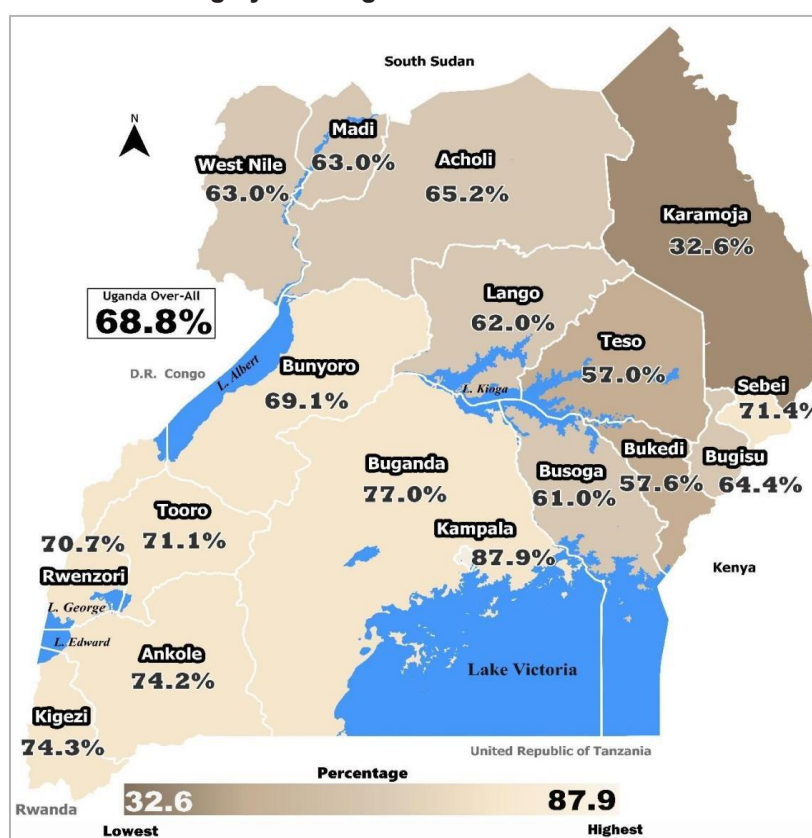 South Sudan
N
Madi
63.0%
West Nile
63.0%
Acholi
65.2%
Karamoja
32.6%
Uganda Over-All
68.8%
Lango
62.0%
Teso
57.0%
D.R. Congo
L. Albert
Bunyoro
69.1%
L. Kioga
Sebei
71.4%
Buganda
77.0%
Busoga
61.0%
Bukedi
57.6%
Bugisu
64.4%
Tooro
71.1%
70.7%
Rwenzori
Kampala
87.9%
Kenya
L. George
L. Edward
Ankole
74.2%
Lake Victoria
Kigezi
74.3%
United Republic of Tanzania
Percentage
Rwanda
32.6
87.9
Lowest
Highest